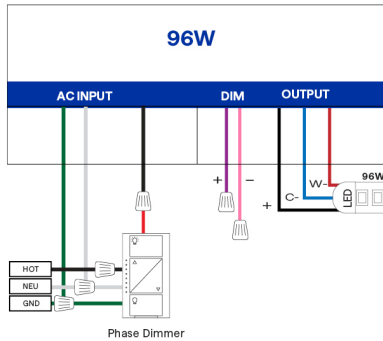 96W
AC INPUT
DIM
OUTPUT
+
–
W-
C-
+
96W
LED
HOT
NEU
GND
Phase Dimmer